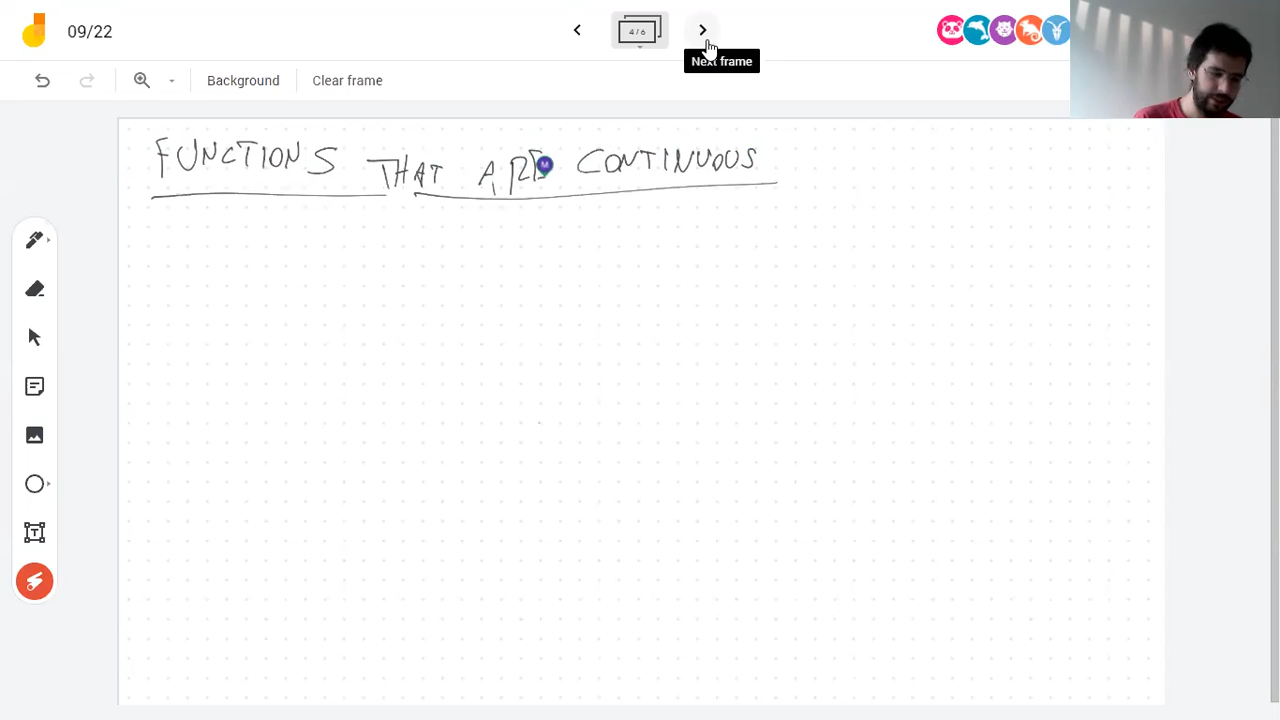 09/22
4 / 6
Next frame
Background
Clear frame
FUNCTIONS THAT ARE CONTINUOUS
M
T